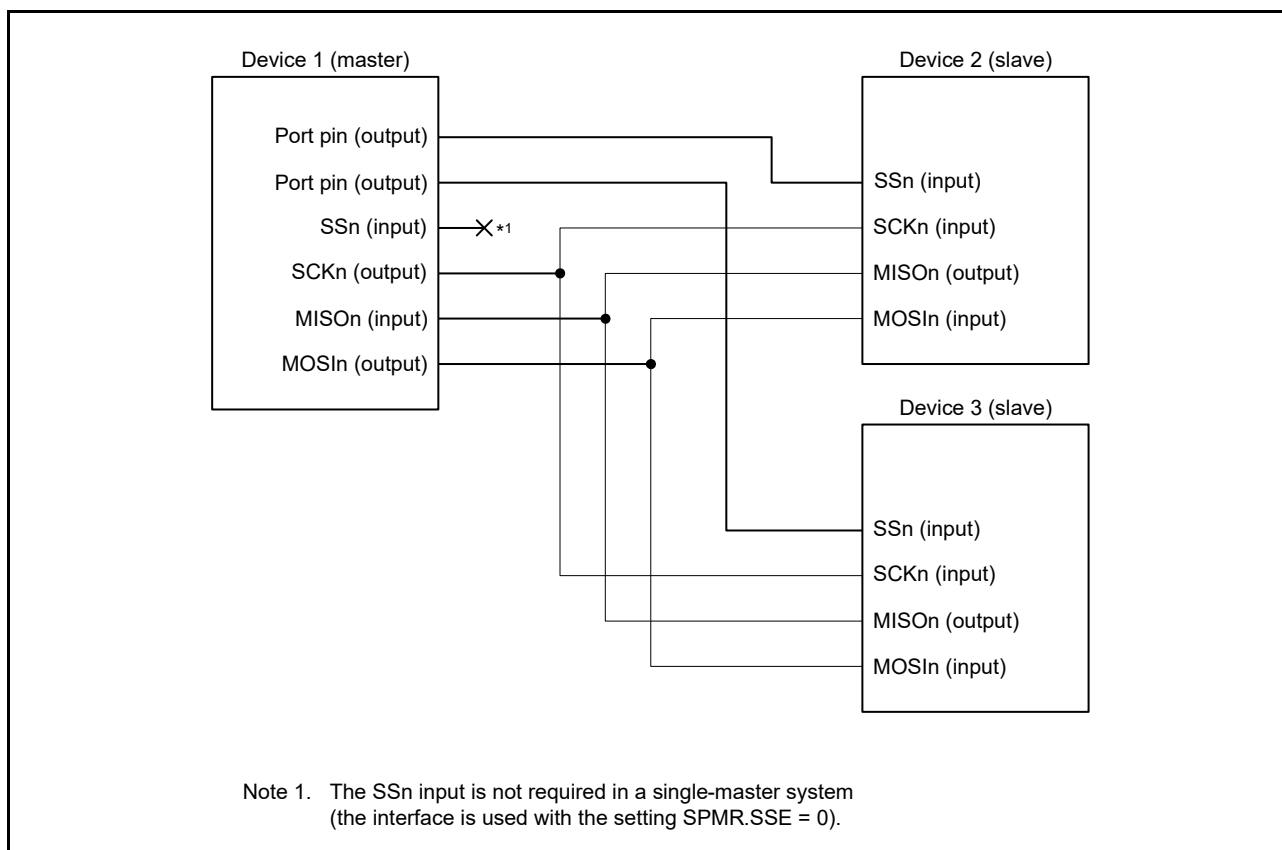 Device 1 (master)
Port pin (output)
Port pin (output)
SSn (input)
*1
SCKn (output)
MISOn (input)
MOSIn (output)
Device 2 (slave)
SSn (input)
SCKn (input)
MISOn (output)
MOSIn (input)
Device 3 (slave)
SSn (input)
SCKn (input)
MISOn (output)
MOSIn (input)
Note 1. The SSn input is not required in a single-master system
(the interface is used with the setting SPMR.SSE = 0).